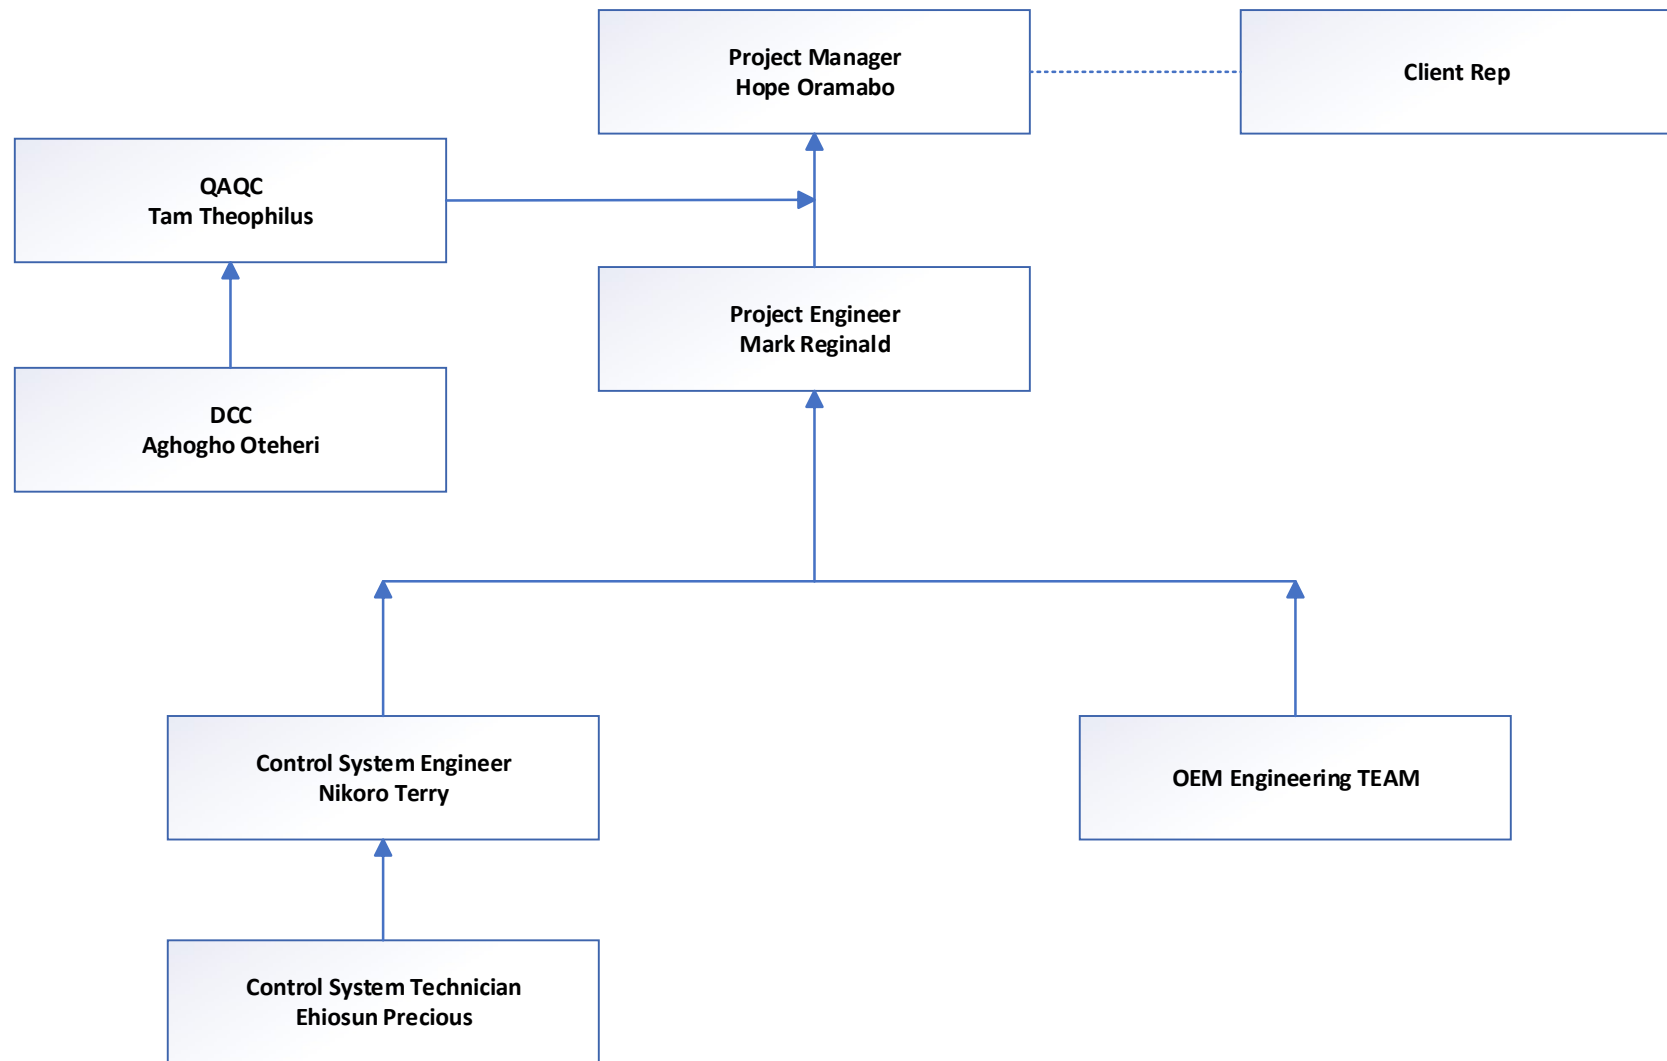 Project Manager
Hope Oramabo
Client Rep
QAQC
Tam Theophilus
Project Engineer
Mark Reginald
DCC
Aghogho Oteheri
Control System Engineer
Nikoro Terry
OEM Engineering TEAM
Control System Technician
Ehiosun Precious